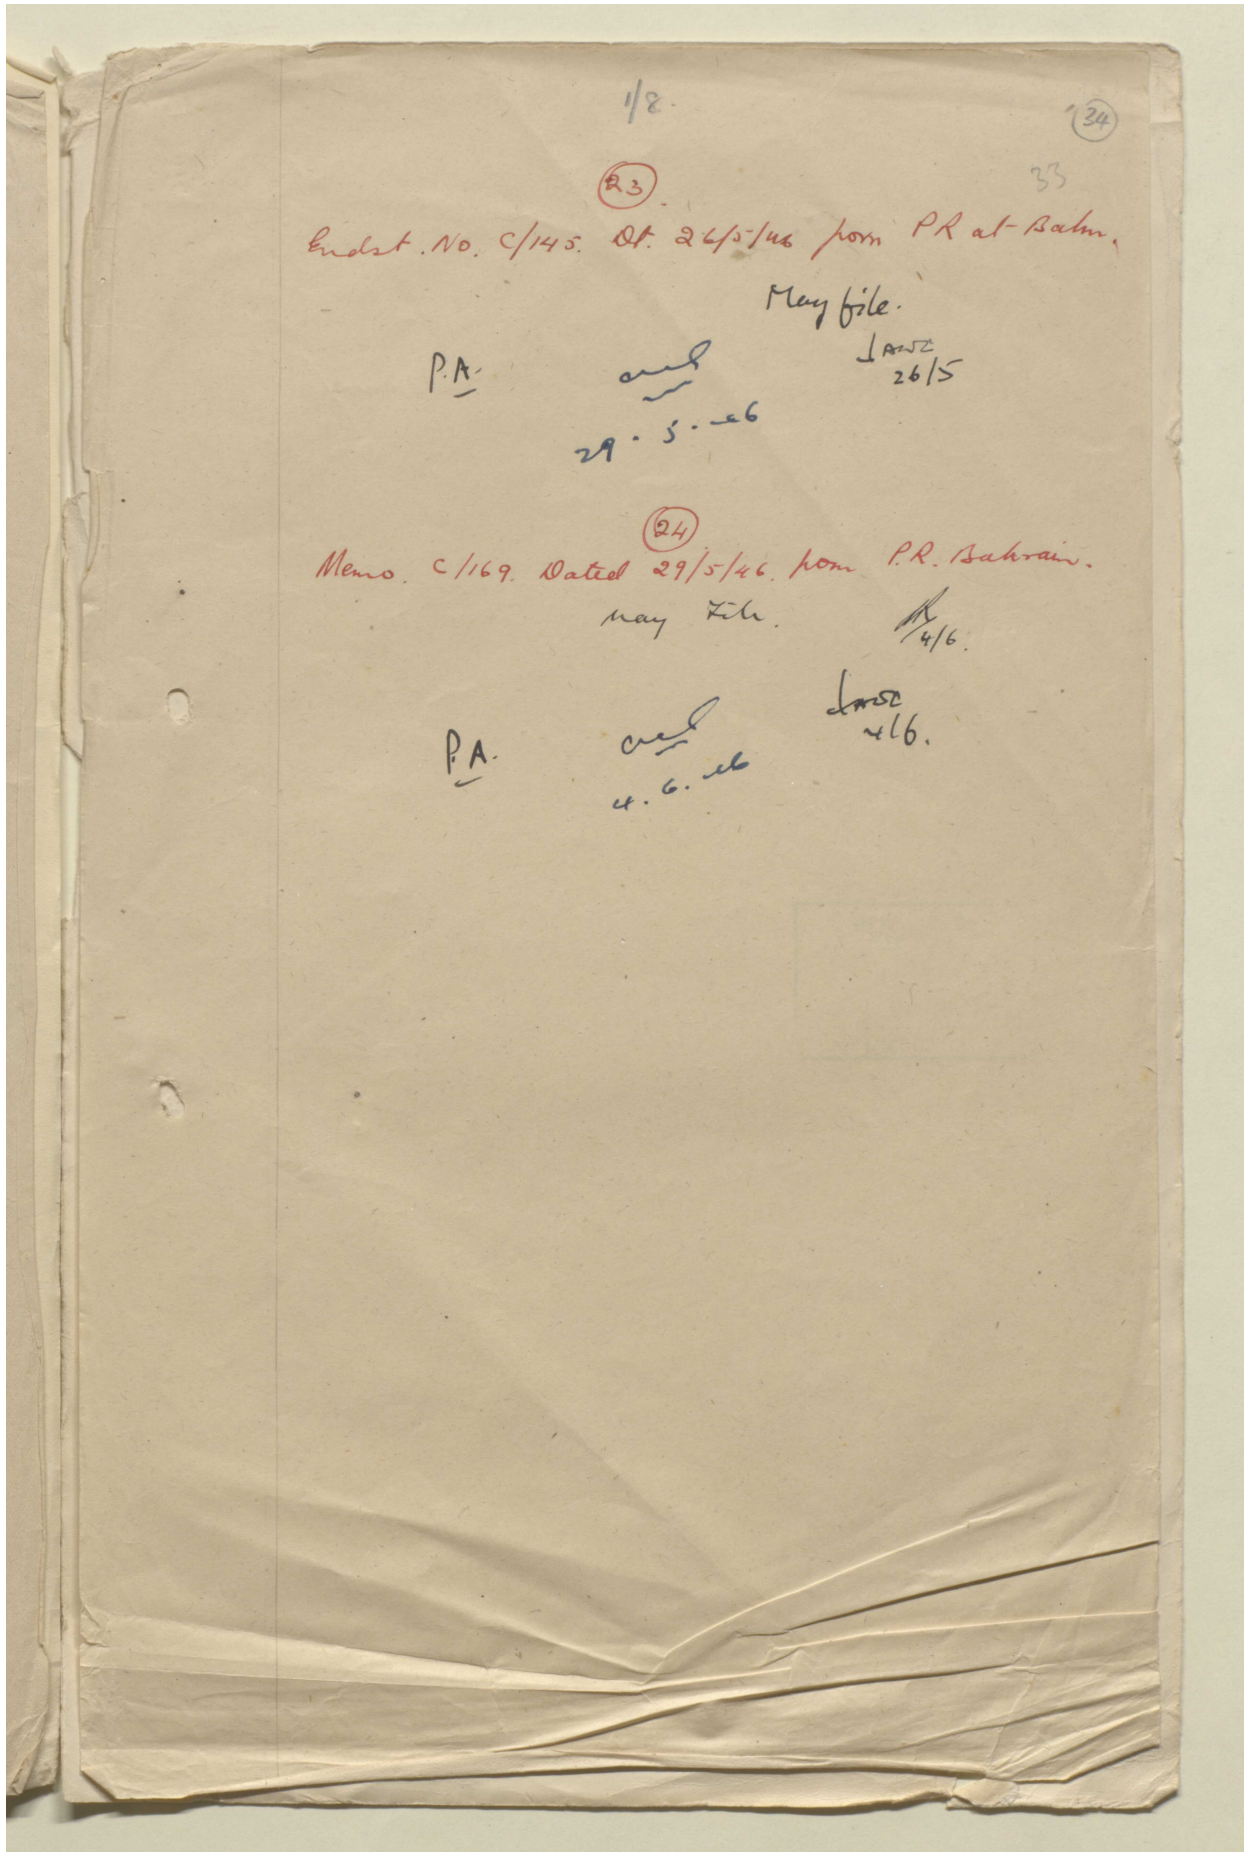 1/8.
34
33
23
Endst. No. C/145. Dt. 26/5/46 from PR at Bahn.
May file.
P.A.
26/5
29.5.46
24
Memo. C/169. Dated 29/5/46. from P.R. Bahrain.
May File.
4/6.
4/6.
P.A.
4.6.46